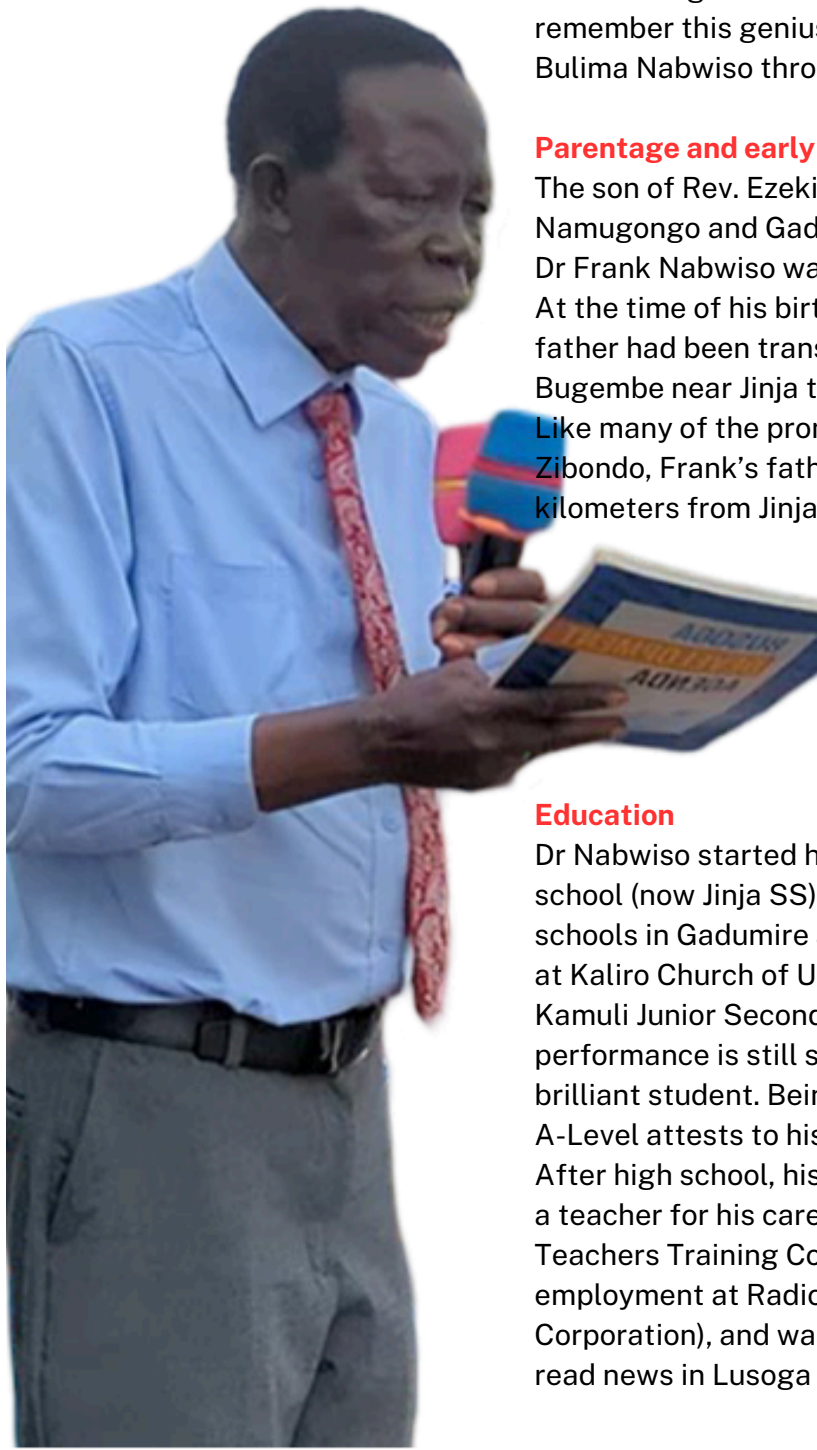 remember this genius
Bulima Nabwiso thro
Parentage and early
The son of Rev. Ezeki
Namugongo and Gad
Dr Frank Nabwiso wa
At the time of his birt
father had been trans
Bugembe near Jinja t
Like many of the pror
Zibondo, Frank's fath
kilometers from Jinja
BUSOGA
DEVELOPMENT
AGENDA
Education
Dr Nabwiso started h
school (now Jinja SS)
schools in Gadumire
at Kaliro Church of U
Kamuli Junior Second
performance is still s
brilliant student. Bein
A-Level attests to his
After high school, his
a teacher for his care
Teachers Training Co
employment at Radio
Corporation), and wa
read news in Lusoga